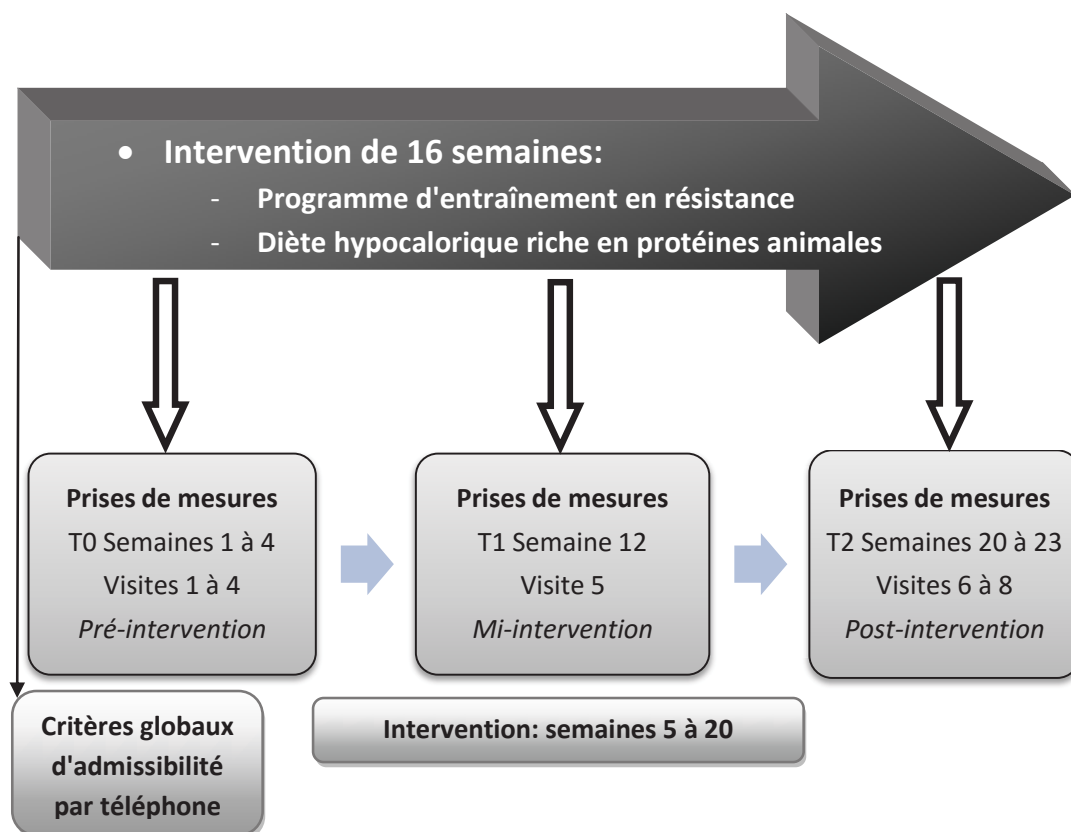 • Intervention de 16 semaines:
- Programme d'entraînement en résistance
- Diète hypocalorique riche en protéines animales
Prises de mesures
T0 Semaines 1 à 4
Visites 1 à 4
Pré-intervention
Prises de mesures
T1 Semaine 12
Visite 5
Mi-intervention
Prises de mesures
T2 Semaines 20 à 23
Visites 6 à 8
Post-intervention
Critères globaux
d'admissibilité
par téléphone
Intervention: semaines 5 à 20